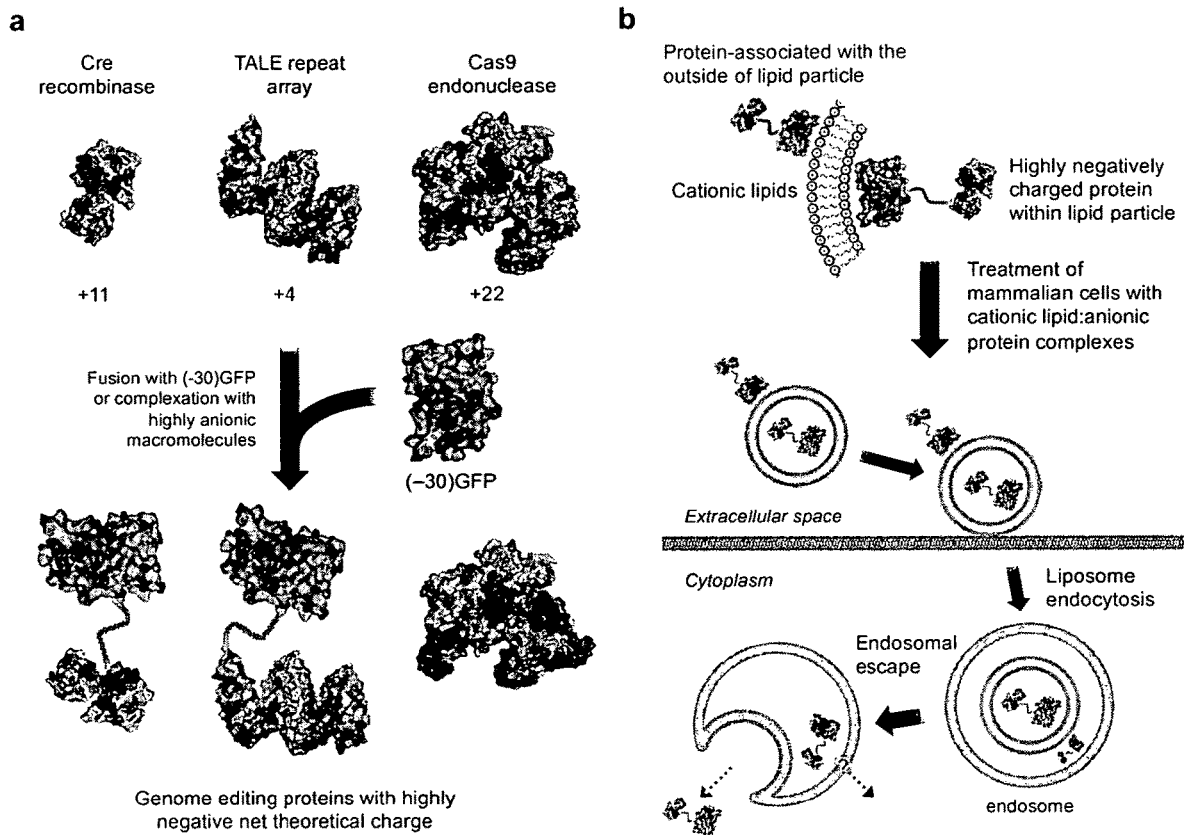 a
Cre
recombinase
TALE repeat
array
Cas9
endonuclease
+11
+4
+22
Fusion with (-30)GFP
or complexation with
highly anionic
macromolecules
(–30)GFP
Genome editing proteins with highly
negative net theoretical charge
b
Protein-associated with the
outside of lipid particle
Cationic lipids
Highly negatively
charged protein
within lipid particle
Treatment of
mammalian cells with
cationic lipid:anionic
protein complexes
Extracellular space
Cytoplasm
Liposome
endocytosis
Endosomal
escape
endosome